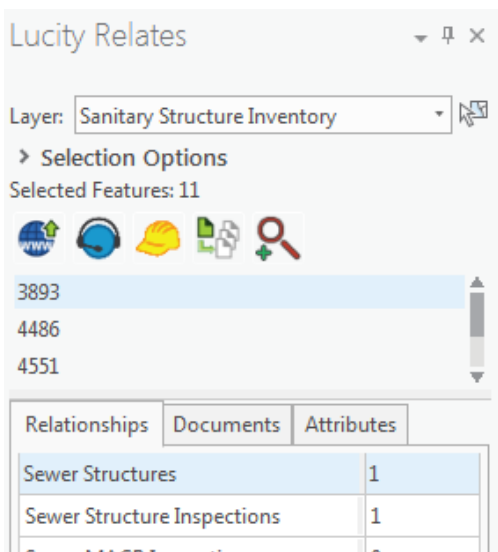 Lucity Relates
Layer: Sanitary Structure Inventory
Selection Options
Selected Features: 11
www
3893
4486
4551
Relationships Documents Attributes
Sewer Structures 1
Sewer Structure Inspections 1